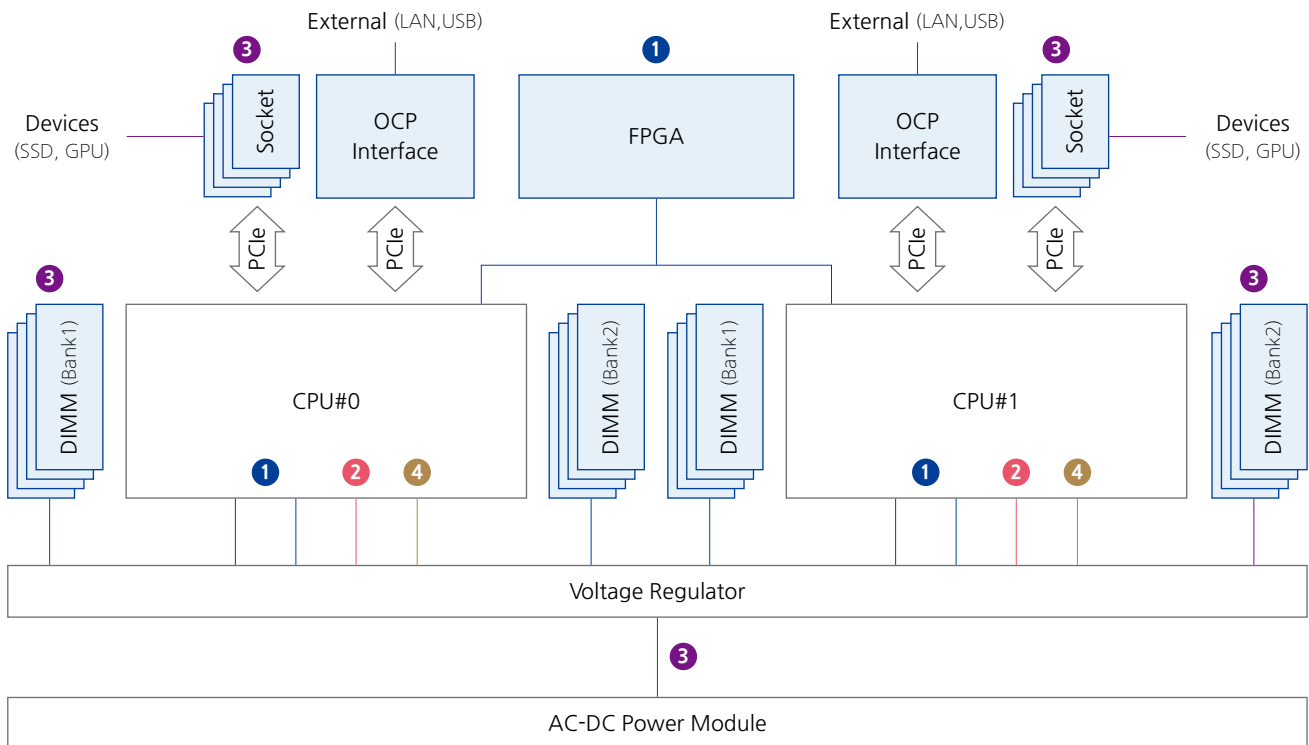 External (LAN,USB)
External (LAN,USB)
3
1
3
Devices
(SSD, GPU)
Socket
OCP
Interface
FPGA
OCP
Interface
Socket
Devices
(SSD, GPU)
PCIe
PCIe
PCIe
PCIe
3
3
DIMM (Bank1)
CPU#0
DIMM (Bank2)
DIMM (Bank1)
CPU#1
DIMM (Bank2)
1
2
4
1
2
4
Voltage Regulator
3
AC-DC Power Module